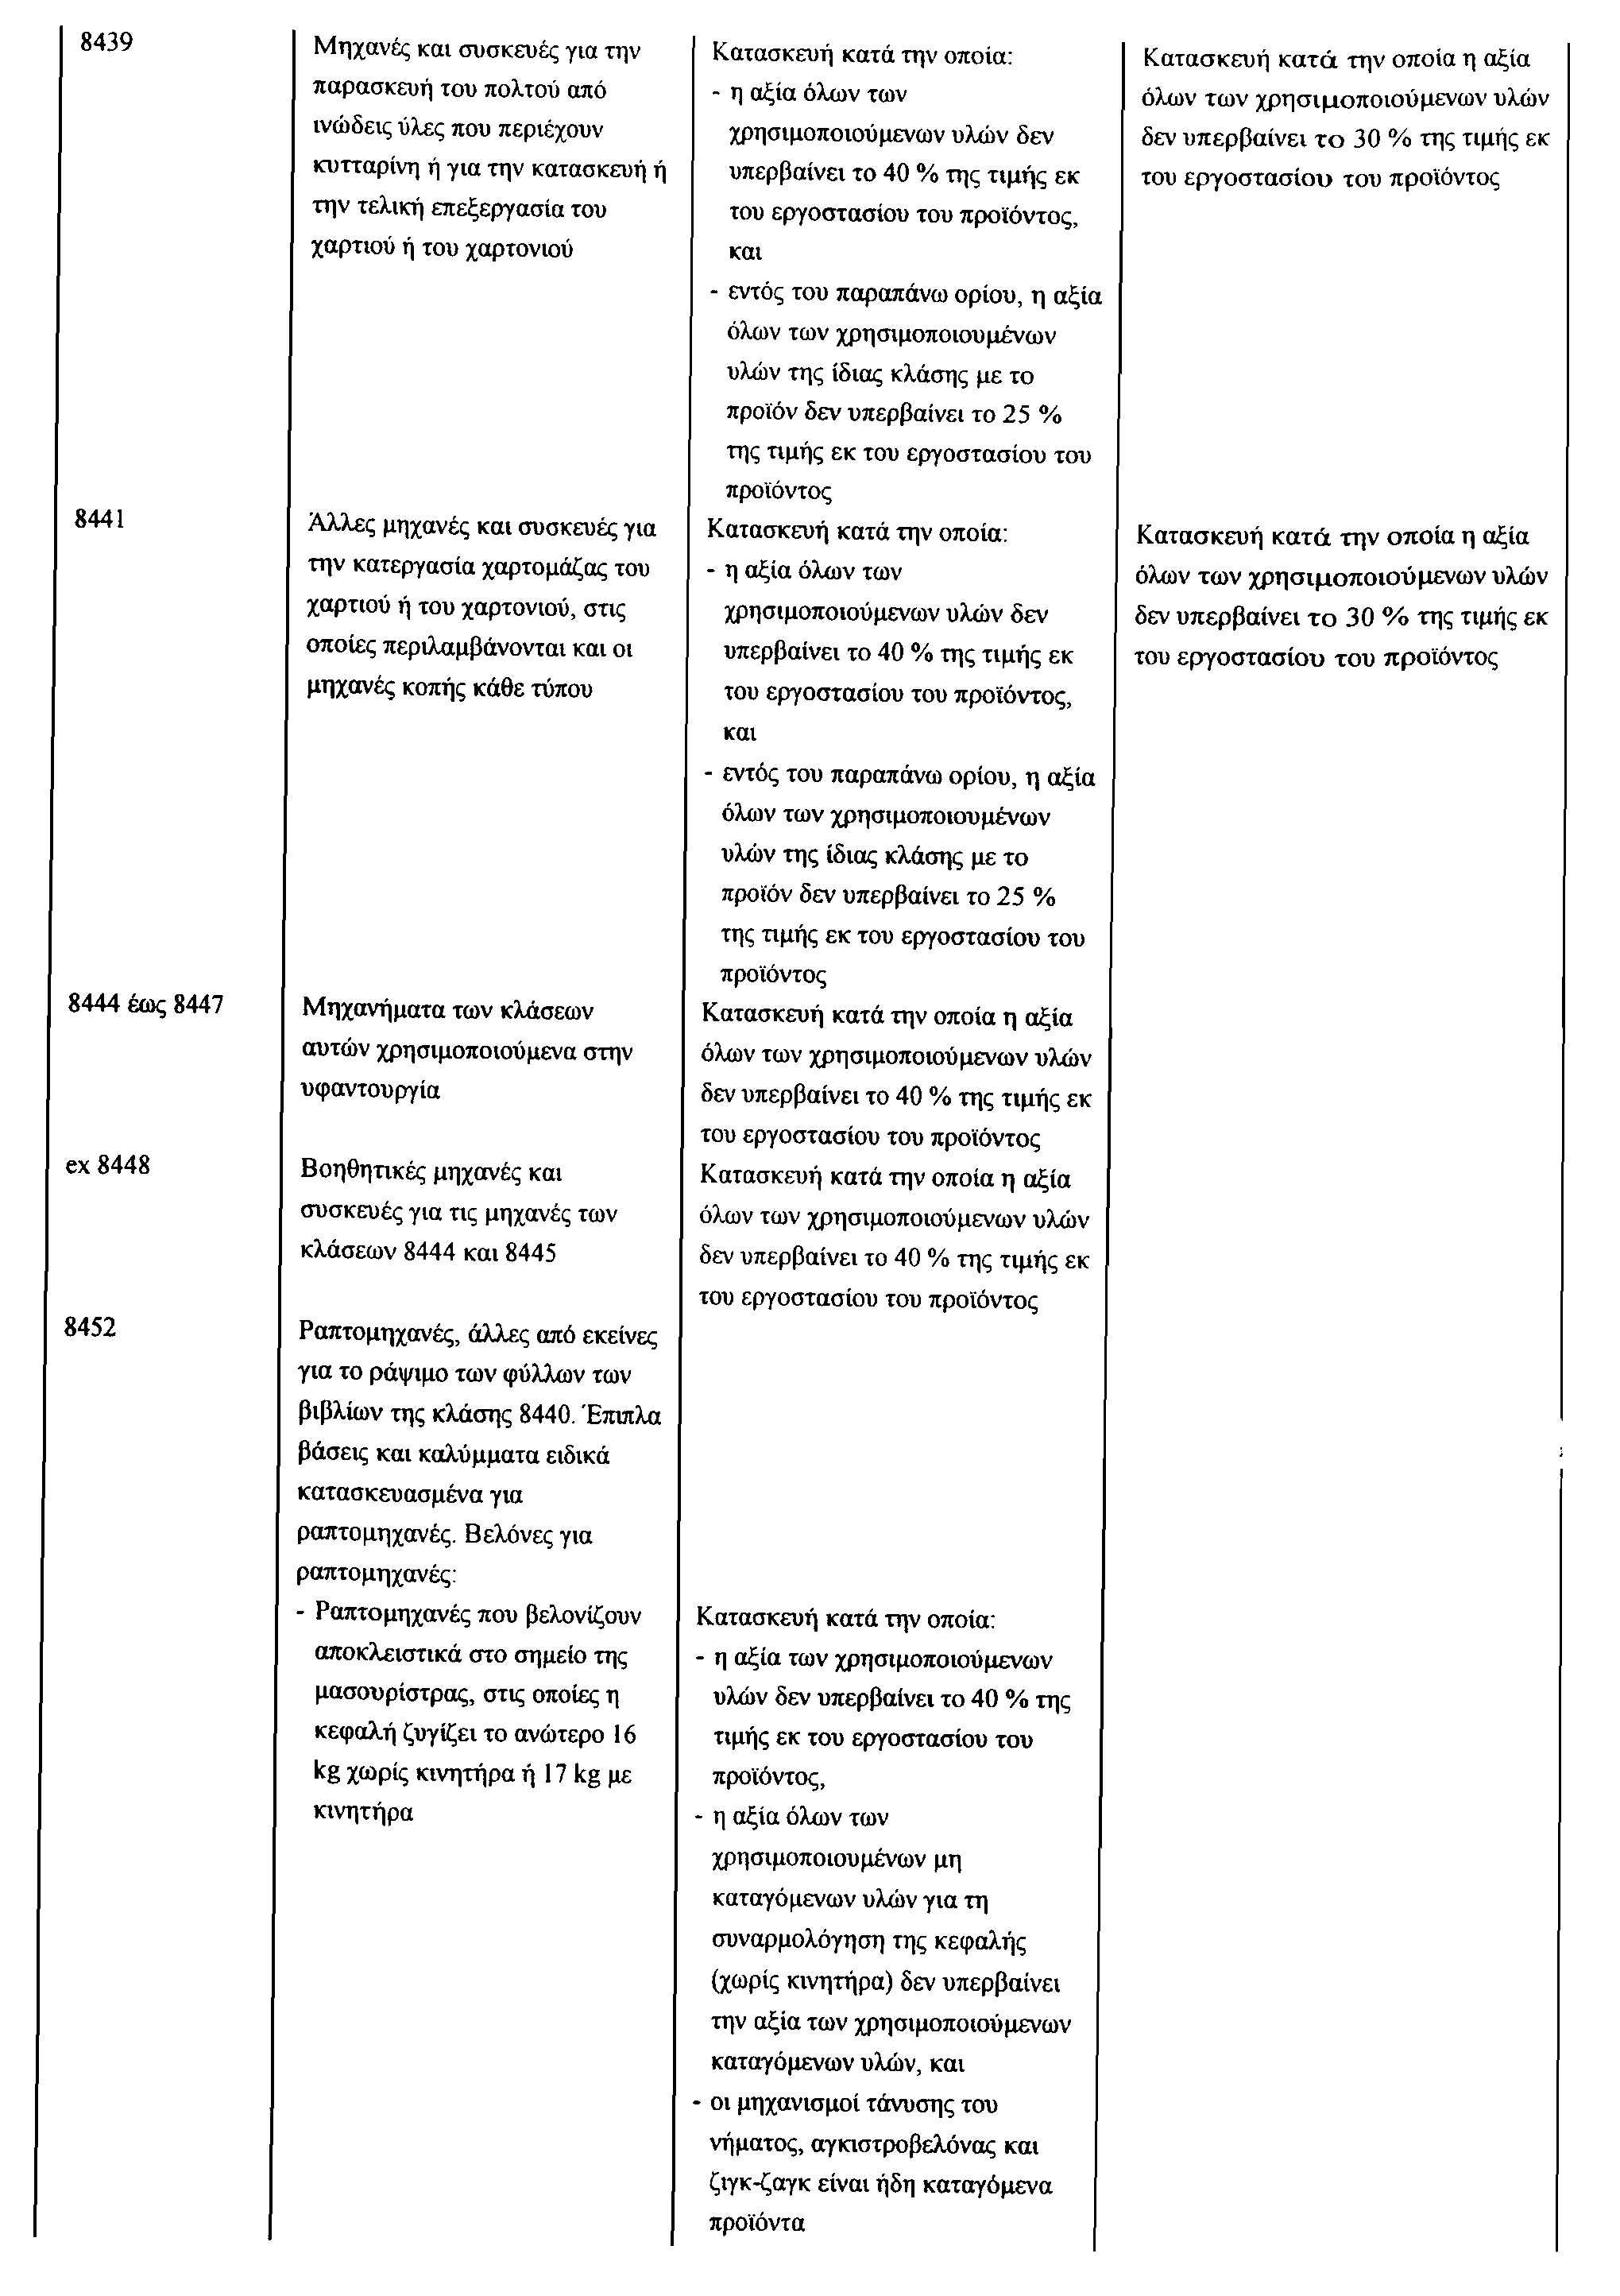 8439
Μηχανές και συσκευές για την
παρασκευή του πολτού από
ινώδεις ύλες που περιέχουν
κυτταρίνη ή για την κατασκευή ή
την τελική επεξεργασία του
χαρτιού ή του χαρτονιού
Κατασκευή κατά την οποία:
- η αξία όλων των
χρησιμοποιούμενων υλών δεν
υπερβαίνει το 40 % της τιμής εκ
του εργοστασίου του προϊόντος,
και
- εντός του παραπάνω ορίου, η αξία
όλων των χρησιμοποιουμένων
υλών της ίδιας κλάσης με το
προϊόν δεν υπερβαίνει το 25 %
της τιμής εκ του εργοστασίου του
προϊόντος
Κατασκευή κατά την οποία η αξία
όλων των χρησιμοποιούμενων υλών
δεν υπερβαίνει το 30 % της τιμής εκ
του εργοστασίου του προϊόντος
8441
Άλλες μηχανές και συσκευές για
την κατεργασία χαρτομάζας του
χαρτιού ή του χαρτονιού, στις
οποίες περιλαμβάνονται και οι
μηχανές κοπής κάθε τύπου
Κατασκευή κατά την οποία:
- η αξία όλων των
χρησιμοποιούμενων υλών δεν
υπερβαίνει το 40 % της τιμής εκ
του εργοστασίου του προϊόντος,
και
- εντός του παραπάνω ορίου, η αξία
όλων των χρησιμοποιουμένων
υλών της ίδιας κλάσης με το
προϊόν δεν υπερβαίνει το 25 %
της τιμής εκ του εργοστασίου του
προϊόντος
Κατασκευή κατά την οποία η αξία
όλων των χρησιμοποιούμενων υλών
δεν υπερβαίνει το 30 % της τιμής εκ
του εργοστασίου του προϊόντος
8444 έως 8447
Μηχανήματα των κλάσεων
αυτών χρησιμοποιούμενα στην
υφαντουργία
Κατασκευή κατά την οποία η αξία
όλων των χρησιμοποιούμενων υλών
δεν υπερβαίνει το 40 % της τιμής εκ
του εργοστασίου του προϊόντος
ex 8448
Βοηθητικές μηχανές και
συσκευές για τις μηχανές των
κλάσεων 8444 και 8445
Κατασκευή κατά την οποία η αξία
όλων των χρησιμοποιούμενων υλών
δεν υπερβαίνει το 40 % της τιμής εκ
του εργοστασίου του προϊόντος
8452
Ραπτομηχανές, άλλες από εκείνες
για το ράψιμο των φύλλων των
βιβλίων της κλάσης 8440. Έπιπλα
βάσεις και καλύμματα ειδικά
κατασκευασμένα για
ραπτομηχανές. Βελόνες για
ραπτομηχανές:
- Ραπτομηχανές που βελονίζουν
αποκλειστικά στο σημείο της
μασουρίστρας, στις οποίες η
κεφαλή ζυγίζει το ανώτερο 16
kg χωρίς κινητήρα ή 17 kg με
κινητήρα
Κατασκευή κατά την οποία:
- η αξία των χρησιμοποιούμενων
υλών δεν υπερβαίνει το 40 % της
τιμής εκ του εργοστασίου του
προϊόντος,
- η αξία όλων των
χρησιμοποιουμένων μη
καταγόμενων υλών για τη
συναρμολόγηση της κεφαλής
(χωρίς κινητήρα) δεν υπερβαίνει
την αξία των χρησιμοποιούμενων
καταγόμενων υλών, και
- οι μηχανισμοί τάνυσης του
νήματος, αγκιστροβελόνας και
ζιγκ-ζαγκ είναι ήδη καταγόμενα
προϊόντα